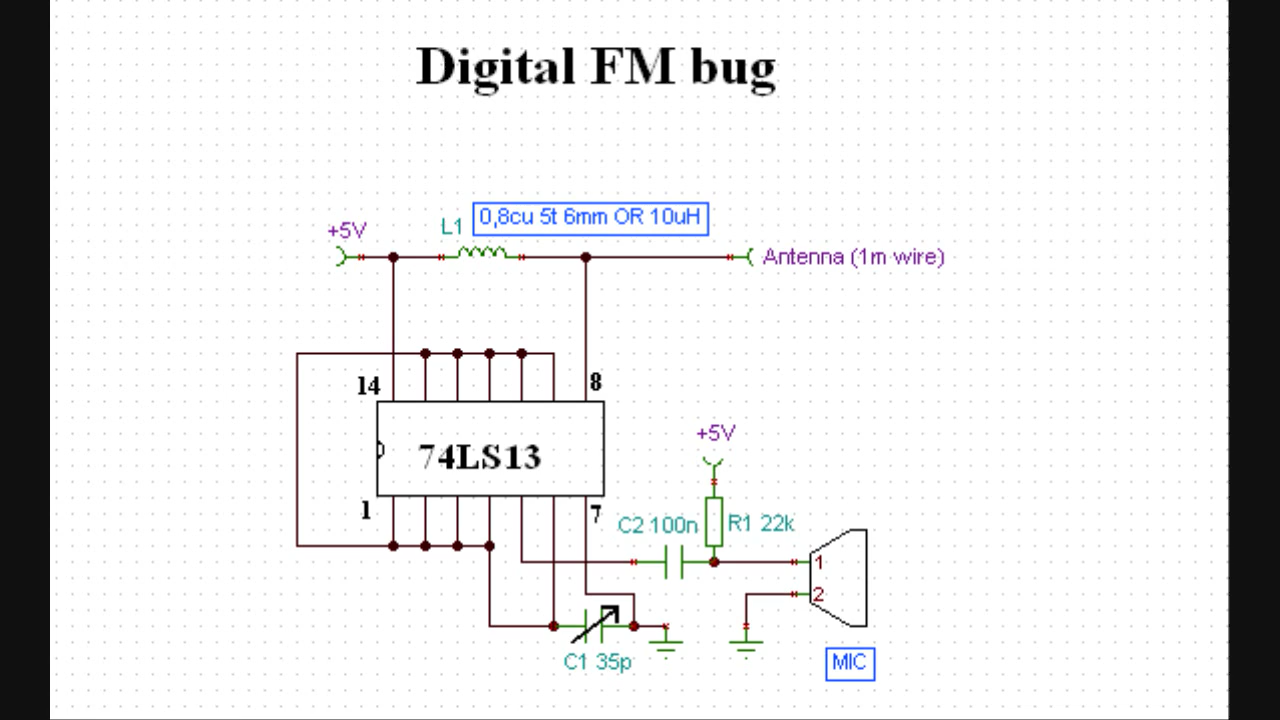 Digital FM bug
+5V
L1
0,8cu 5t 6mm OR 10uH
Antenna (1m wire)
14
8
74LS13
1
7
+5V
C2 100n
R1 22k
1
2
C1 35p
MIC